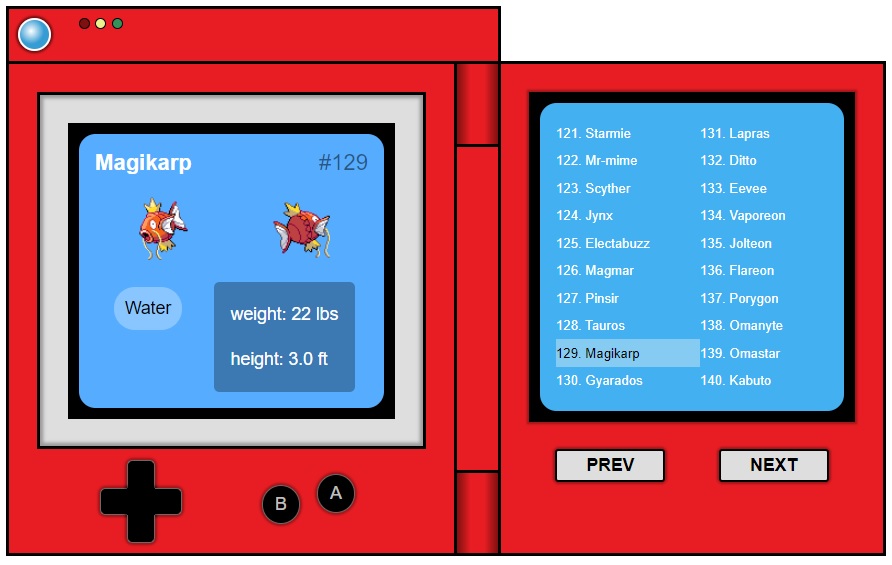 Magikarp #129
Water
weight: 22 lbs
height: 3.0 ft
B
A
121. Starmie
122. Mr-mime
123. Scyther
124. Jynx
125. Electabuzz
126. Magmar
127. Pinsir
128. Tauros
129. Magikarp
130. Gyarados
131. Lapras
132. Ditto
133. Eevee
134. Vaporeon
135. Jolteon
136. Flareon
137. Porygon
138. Omanyte
139. Omastar
140. Kabuto
PREV
NEXT